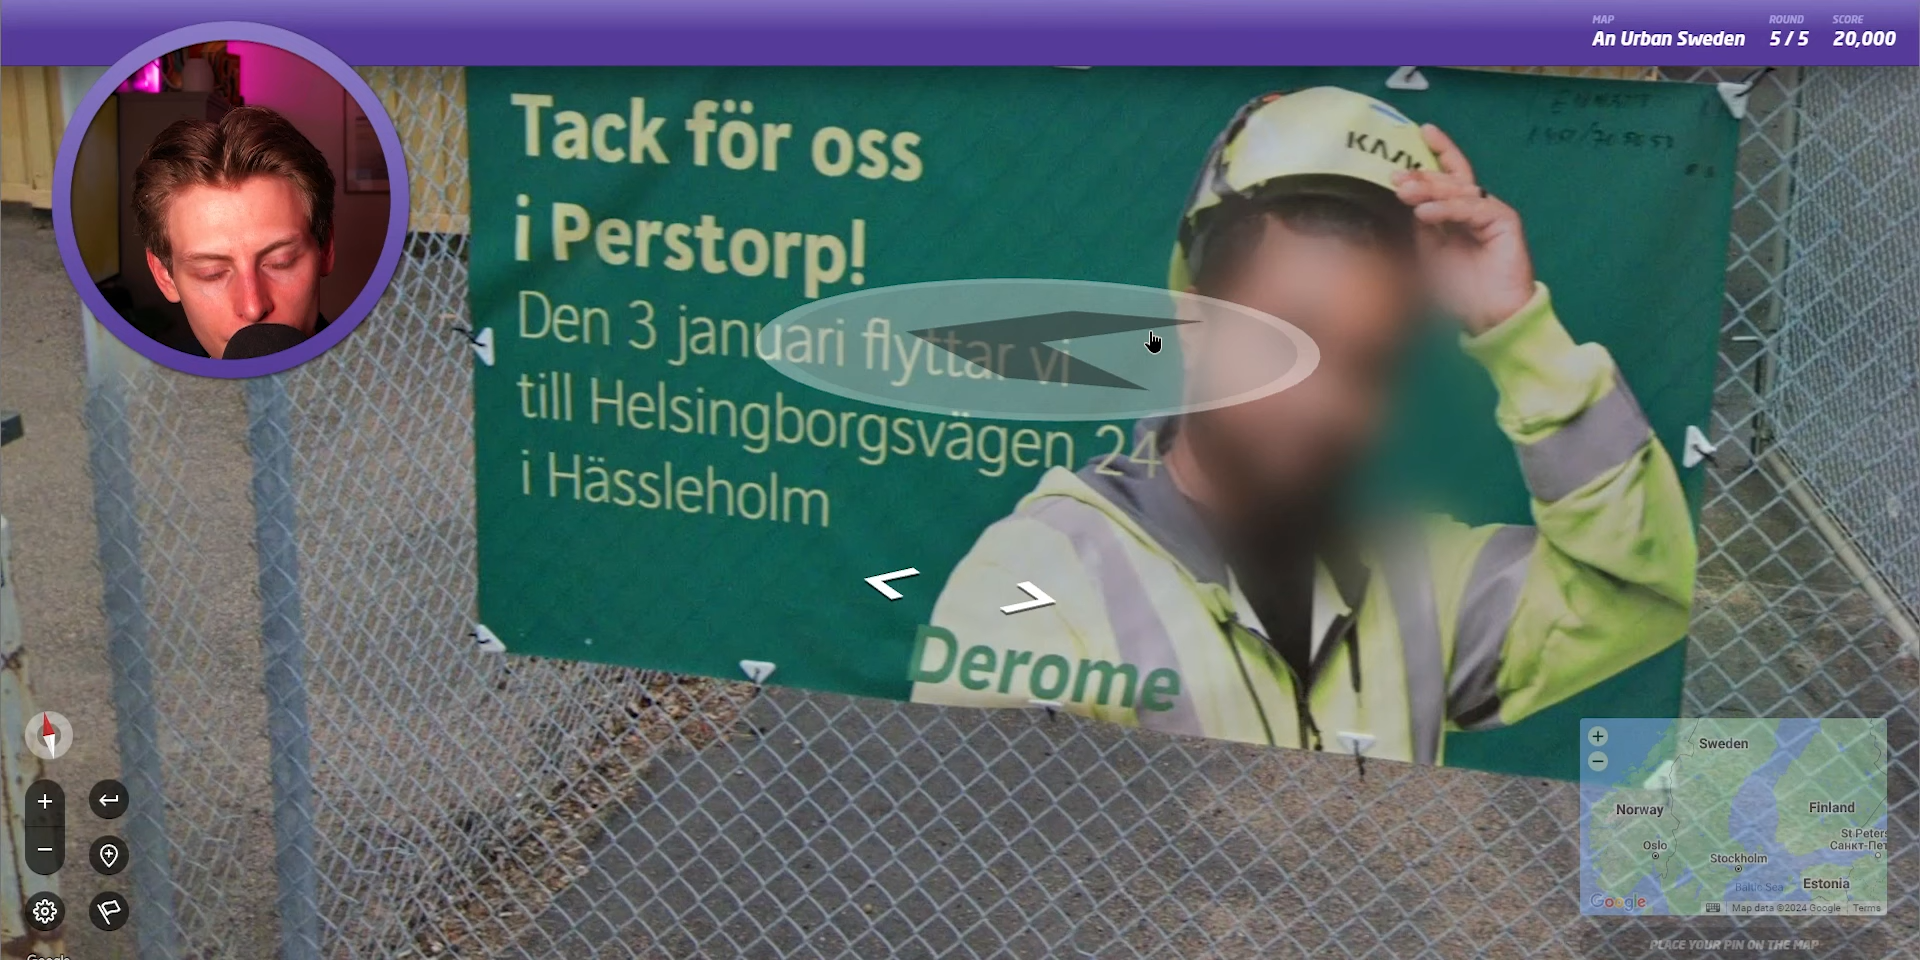 MAP
An Urban Sweden
ROUND
5 / 5
SCORE
20,000
Tack för oss
i Perstorp!
Den 3 januari flyttar vi
till Helsingborgsvägen 24
i Hässleholm
Derome
Sweden
Norway
Finland
Oslo
Stockholm
Baltic Sea
Estonia
Google
Map data ©2024 Google
Terms
PLACE YOUR PIN ON THE MAP